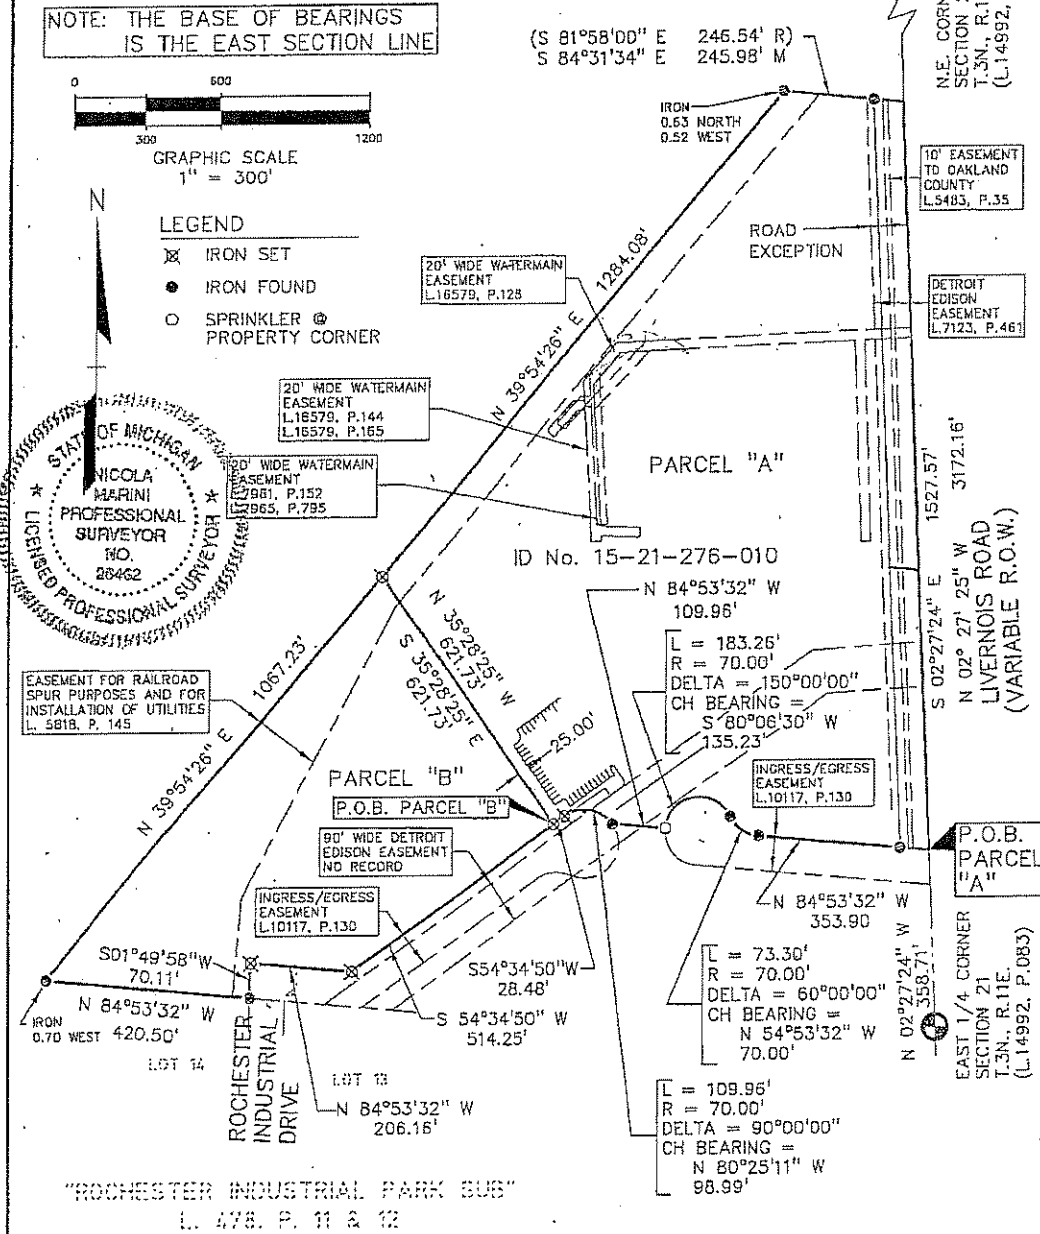 NOTE: THE BASE OF BEARINGS
IS THE EAST SECTION LINE
0 600
300 1200
GRAPHIC SCALE
1" = 300'
N
LEGEND
IRON SET
IRON FOUND
SPRINKLER @
PROPERTY CORNER
STATE OF MICHIGAN
NICOLA
MARINI
PROFESSIONAL
SURVEYOR
NO.
26462
LICENSED PROFESSIONAL SURVEYOR
(S 81°58'00" E 246.54' R)
S 84°31'34" E 245.98' M
IRON
0.63 NORTH
0.52 WEST
N.E. CORN
SECTION
T.3N., R.1
(L.14992,
10' EASEMENT
TO OAKLAND
COUNTY
L.5483, P.35
ROAD
EXCEPTION
DETROIT
EDISON
EASEMENT
L.7123, P.461
20' WIDE WATERMAIN
EASEMENT
L.16579, P.128
N 39°54'26" E 1284.08'
20' WIDE WATERMAIN
EASEMENT
L.16579, P.144
L.16579, P.165
20' WIDE WATERMAIN
EASEMENT
L.7961, P.152
L.7965, P.795
PARCEL "A"
ID No. 15-21-276-010
S 02°27'24" E 1527.57'
N 02° 27' 25" W 3172.16'
LIVERNOIS ROAD
(VARIABLE R.O.W.)
N 84°53'32" W
109.96'
L = 183.26'
R = 70.00'
DELTA = 150°00'00"
CH BEARING =
S 80°06'30" W
135.23'
N 35°28'25" W
621.73'
S 35°28'25" E
621.73'
EASEMENT FOR RAILROAD
SPUR PURPOSES AND FOR
INSTALLATION OF UTILITIES
L. 5818, P. 145
N 39°54'26" E 1067.23'
25.00'
PARCEL "B"
P.O.B. PARCEL "B"
INGRESS/EGRESS
EASEMENT
L.10117, P.130
90' WIDE DETROIT
EDISON EASEMENT
NO RECORD
P.O.B.
PARCEL
"A"
INGRESS/EGRESS
EASEMENT
L.10117, P.130
N 84°53'32" W
353.90
S01°49'58"W
70.11'
N 84°53'32" W
420.50'
IRON
0.70 WEST
S54°34'50"W
28.48'
S 54°34'50" W
514.25'
L = 73.30'
R = 70.00'
DELTA = 60°00'00"
CH BEARING =
N 54°53'32" W
70.00'
N 02°27'24" W
358.71'
EAST 1/4 CORNER
SECTION 21
T.3N., R.11E.
(L.14992, P.083)
LOT 14
ROCHESTER
INDUSTRIAL
DRIVE
LOT 13
N 84°53'32" W
206.16'
L = 109.96'
R = 70.00'
DELTA = 90°00'00"
CH BEARING =
N 80°25'11" W
98.99'
"ROCHESTER INDUSTRIAL PARK SUB"
L. 478. P. 11 & 12